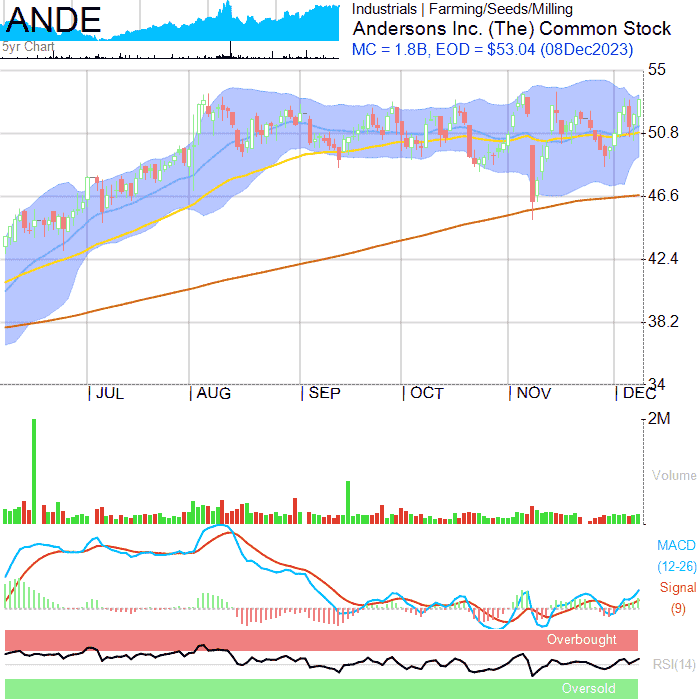 ANDE
5yr Chart
Industrials | Farming/Seeds/Milling
Andersons Inc. (The) Common Stock
MC = 1.8B, EOD = $53.04 (08Dec2023)
55
50.8
46.6
42.4
38.2
34
JUL AUG SEP OCT NOV DEC
2M
Volume
MACD
(12-26)
Signal
(9)
Overbought
RSI(14)
Oversold